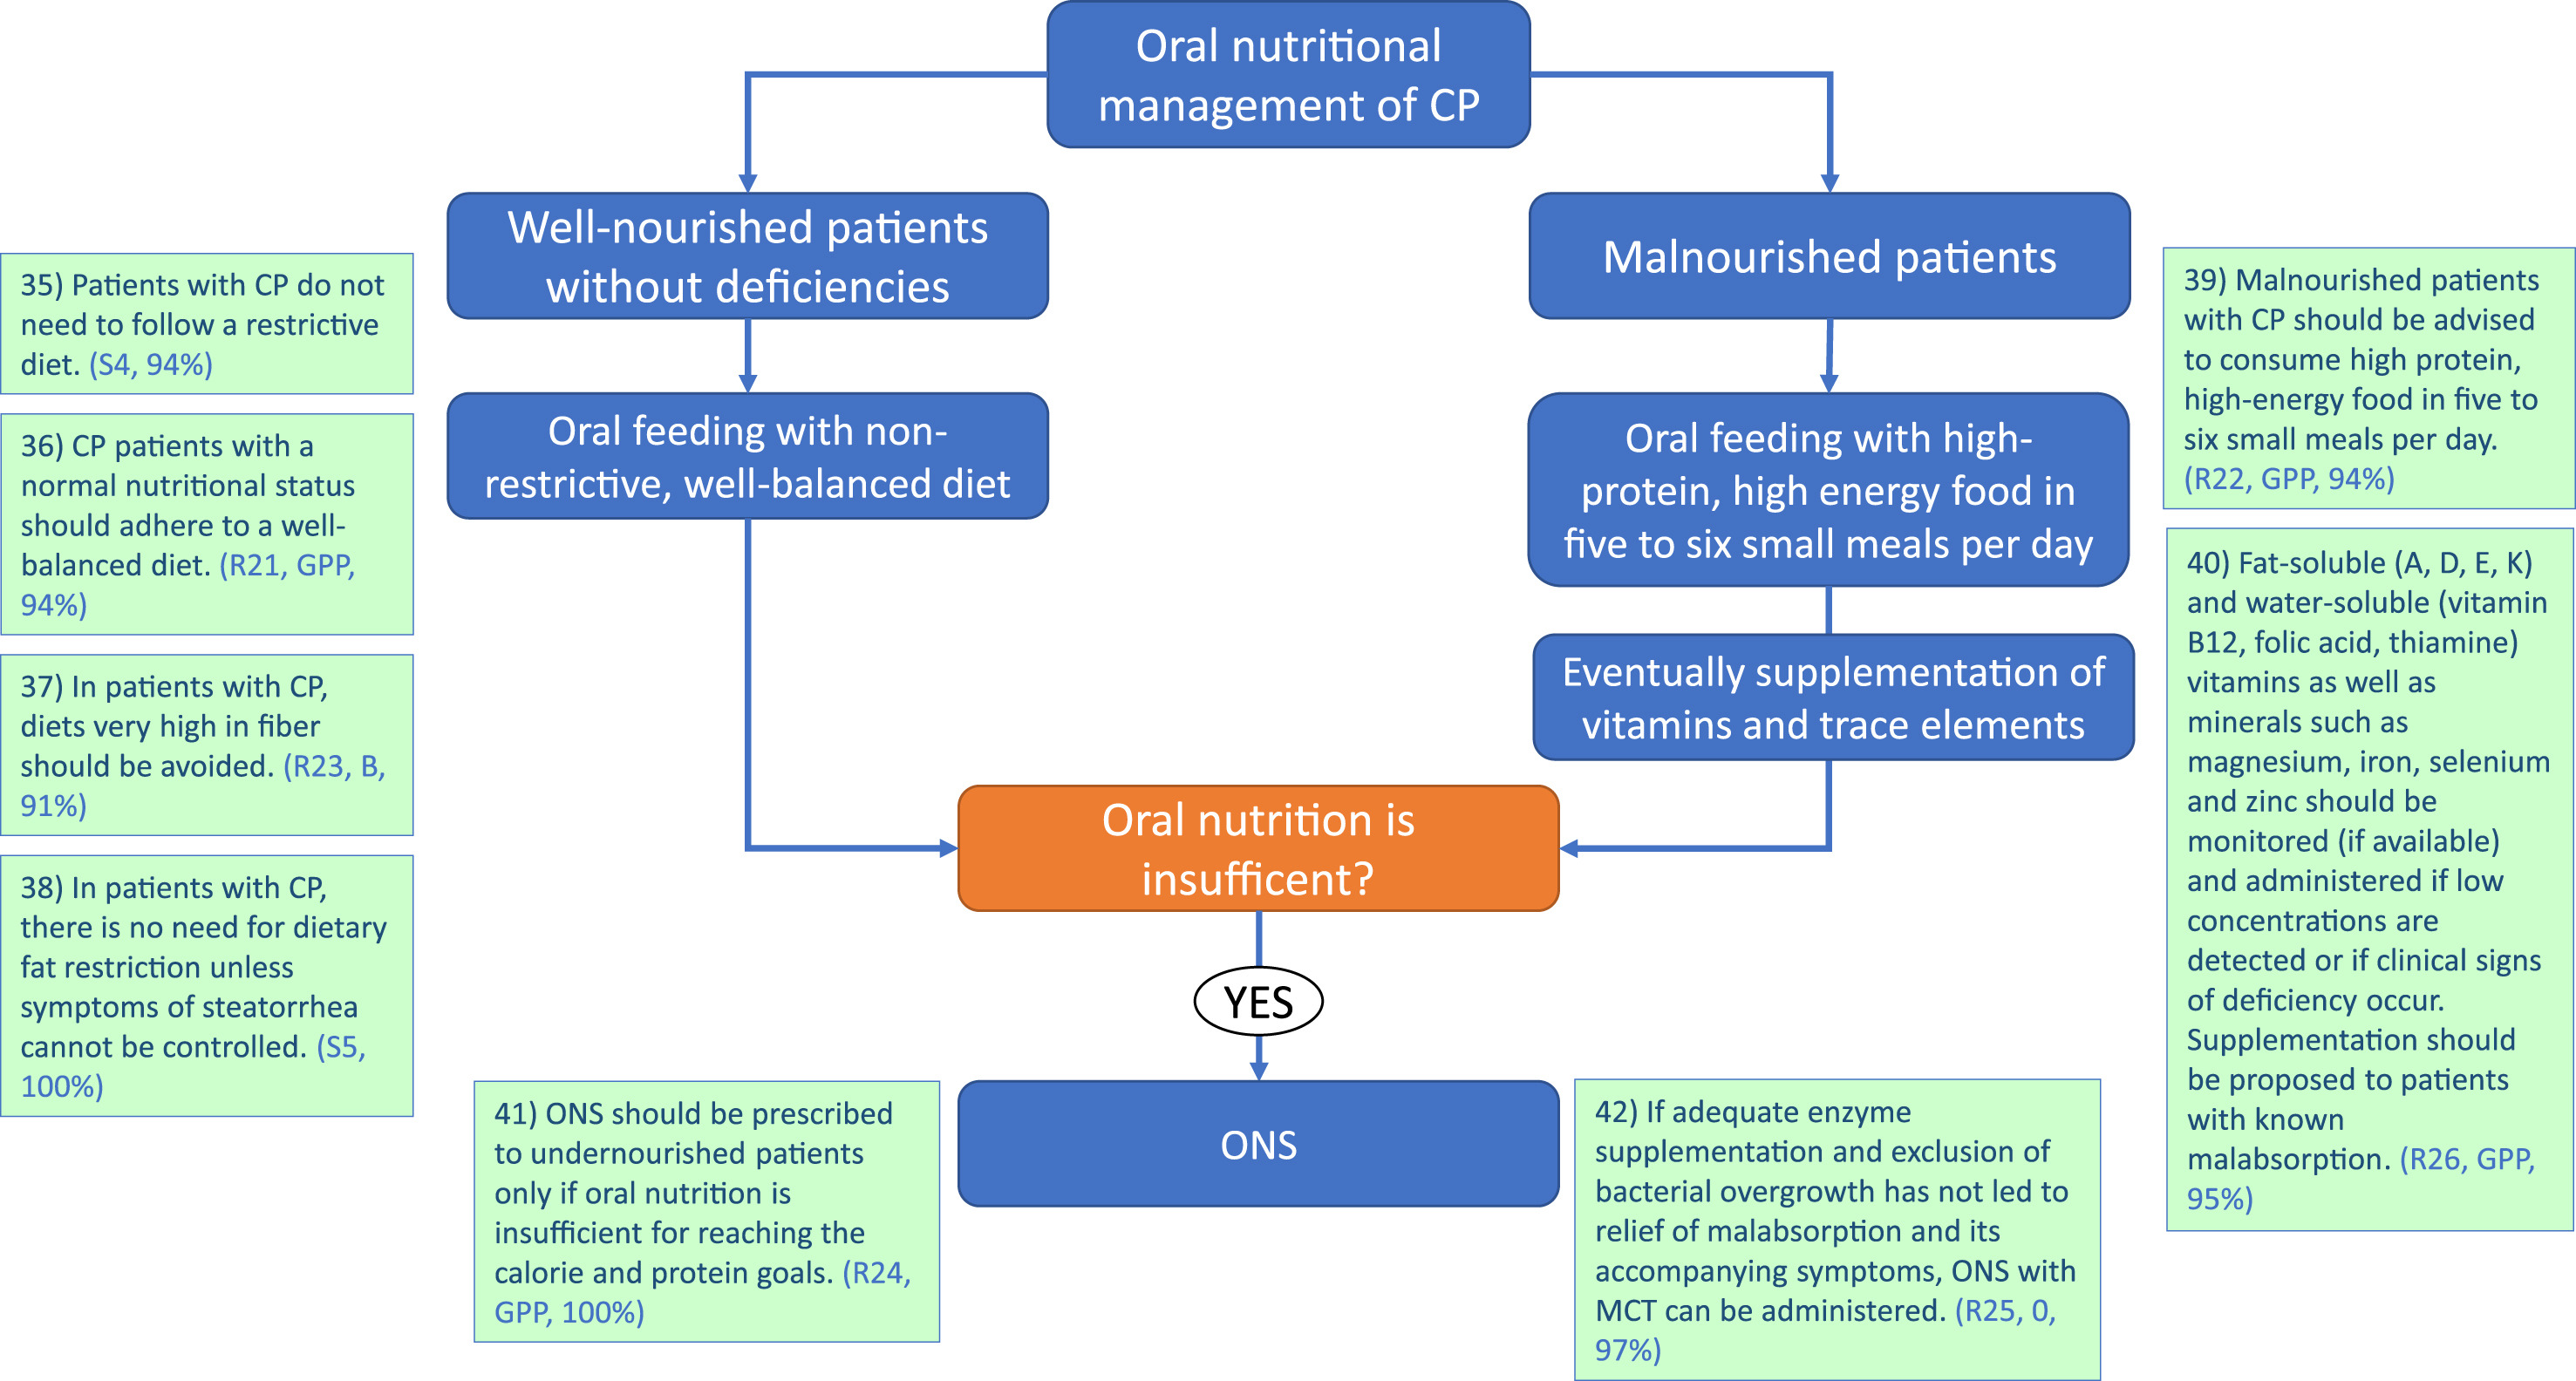 Oral nutritional
management of CP
Well-nourished patients
without deficiencies
Malnourished patients
35) Patients with CP do not
need to follow a restrictive
diet. (S4, 94%)
36) CP patients with a
normal nutritional status
should adhere to a well-
balanced diet. (R21, GPP,
94%)
37) In patients with CP,
diets very high in fiber
should be avoided. (R23, B,
91%)
38) In patients with CP,
there is no need for dietary
fat restriction unless
symptoms of steatorrhea
cannot be controlled. (S5,
100%)
Oral feeding with non-
restrictive, well-balanced diet
Oral feeding with high-
protein, high energy food in
five to six small meals per day
Eventually supplementation of
vitamins and trace elements
39) Malnourished patients
with CP should be advised
to consume high protein,
high-energy food in five to
six small meals per day.
(R22, GPP, 94%)
40) Fat-soluble (A, D, E, K)
and water-soluble (vitamin
B12, folic acid, thiamine)
vitamins as well as
minerals such as
magnesium, iron, selenium
and zinc should be
monitored (if available)
and administered if low
concentrations are
detected or if clinical signs
of deficiency occur.
Supplementation should
be proposed to patients
with known
malabsorption. (R26, GPP,
95%)
Oral nutrition is
insufficent?
YES
ONS
41) ONS should be prescribed
to undernourished patients
only if oral nutrition is
insufficient for reaching the
calorie and protein goals. (R24,
GPP, 100%)
42) If adequate enzyme
supplementation and exclusion of
bacterial overgrowth has not led to
relief of malabsorption and its
accompanying symptoms, ONS with
MCT can be administered. (R25, 0,
97%)